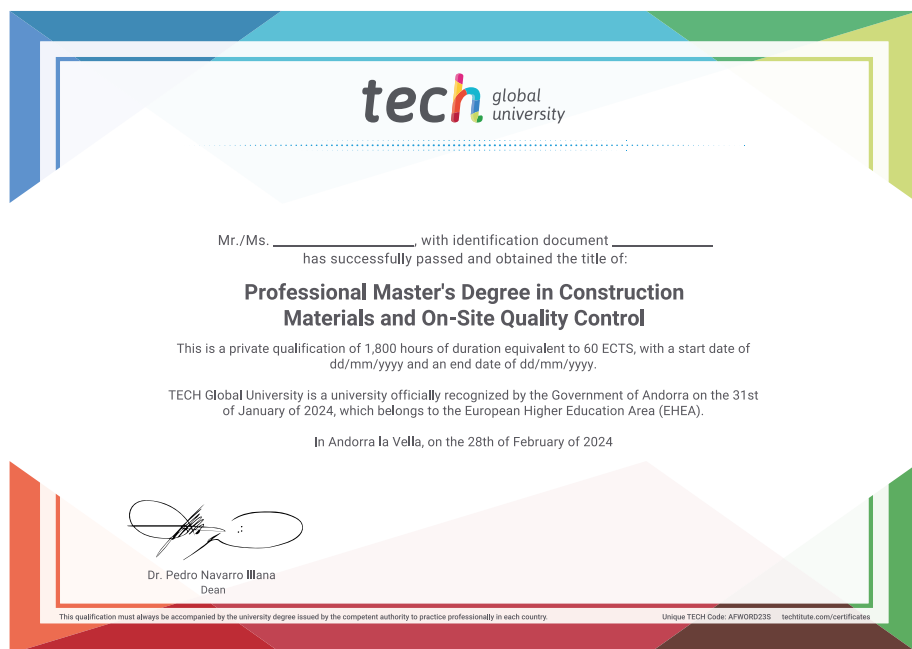 tech global university
Mr./Ms. ______________, with identification document ____________
has successfully passed and obtained the title of:
Professional Master's Degree in Construction
Materials and On-Site Quality Control
This is a private qualification of 1,800 hours of duration equivalent to 60 ECTS, with a start date of
dd/mm/yyyy and an end date of dd/mm/yyyy.
TECH Global University is a university officially recognized by the Government of Andorra on the 31st
of January of 2024, which belongs to the European Higher Education Area (EHEA).
In Andorra la Vella, on the 28th of February of 2024
Dr. Pedro Navarro Illana
Dean
This qualification must always be accompanied by the university degree issued by the competent authority to practice professionally in each country.
Unique TECH Code: AFWORD23S techtitute.com/certificates